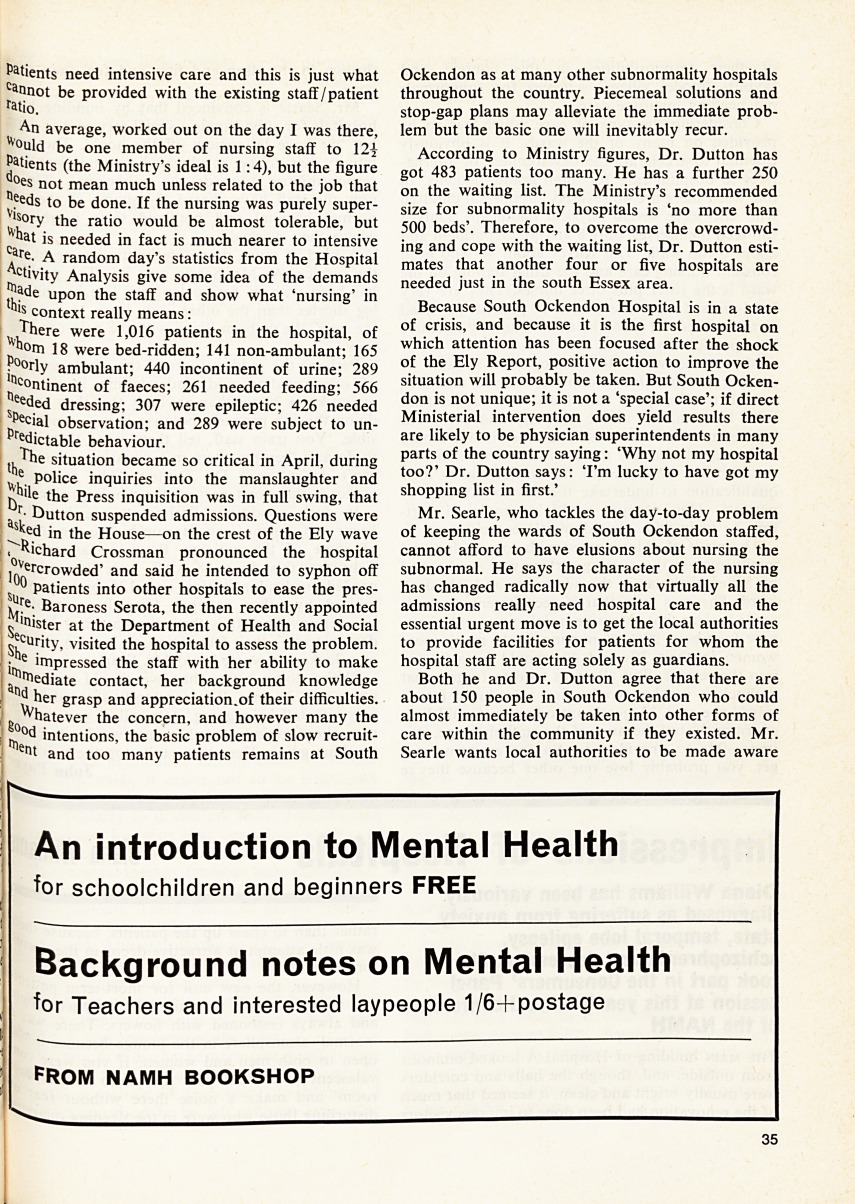 patients need intensive care and this is just what
cannot be provided with the existing staff/patient
ratio.
An average, worked out on the day I was there,
would be one member of nursing staff to 12½
patients (the Ministry's ideal is 1:4), but the figure
does not mean much unless related to the job that
needs to be done. If the nursing was purely super-
visory the ratio would be almost tolerable, but
what is needed in fact is much nearer to intensive
care. A random day's statistics from the Hospital
Activity Analysis give some idea of the demands
made upon the staff and show what 'nursing' in
this context really means:
There were 1,016 patients in the hospital, of
whom 18 were bed-ridden; 141 non-ambulant; 165
poorly ambulant; 440 incontinent of urine; 289
incontinent of faeces; 261 needed feeding; 566
needed dressing; 307 were epileptic; 426 needed
special observation; and 289 were subject to un-
predictable behaviour.
The situation became so critical in April, during
the police inquiries into the manslaughter and
while the Press inquisition was in full swing, that
Dr. Dutton suspended admissions. Questions were
asked in the House—on the crest of the Ely wave
—Richard Crossman pronounced the hospital
'overcrowded' and said he intended to syphon off
100 patients into other hospitals to ease the pres-
sure. Baroness Serota, the then recently appointed
Minister at the Department of Health and Social
Security, visited the hospital to assess the problem.
She impressed the staff with her ability to make
immediate contact, her background knowledge
and her grasp and appreciation.of their difficulties.
Whatever the concern, and however many the
good intentions, the basic problem of slow recruit-
ment and too many patients remains at South
Ockendon as at many other subnormality hospitals
throughout the country. Piecemeal solutions and
stop-gap plans may alleviate the immediate prob-
lem but the basic one will inevitably recur.
According to Ministry figures, Dr. Dutton has
got 483 patients too many. He has a further 250
on the waiting list. The Ministry's recommended
size for subnormality hospitals is 'no more than
500 beds'. Therefore, to overcome the overcrowd-
ing and cope with the waiting list, Dr. Dutton esti-
mates that another four or five hospitals are
needed just in the south Essex area.
Because South Ockendon Hospital is in a state
of crisis, and because it is the first hospital on
which attention has been focused after the shock
of the Ely Report, positive action to improve the
situation will probably be taken. But South Ocken-
don is not unique; it is not a 'special case'; if direct
Ministerial intervention does yield results there
are likely to be physician superintendents in many
parts of the country saying: 'Why not my hospital
too?' Dr. Dutton says: 'I'm lucky to have got my
shopping list in first.'
Mr. Searle, who tackles the day-to-day problem
of keeping the wards of South Ockendon staffed,
cannot afford to have elusions about nursing the
subnormal. He says the character of the nursing
has changed radically now that virtually all the
admissions really need hospital care and the
essential urgent move is to get the local authorities
to provide facilities for patients for whom the
hospital staff are acting solely as guardians.
Both he and Dr. Dutton agree that there are
about 150 people in South Ockendon who could
almost immediately be taken into other forms of
care within the community if they existed. Mr.
Searle wants local authorities to be made aware
An introduction to Mental Health
for schoolchildren and beginners FREE
Background notes on Mental Health
for Teachers and interested laypeople 1/6+postage
FROM NAMH BOOKSHOP
35